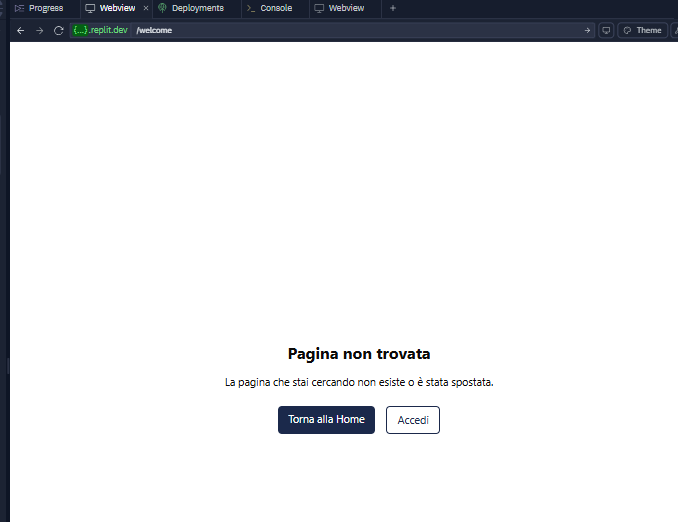 Progress Webview Deployments Console Webview
{...}.replit.dev /welcome Theme
Pagina non trovata
La pagina che stai cercando non esiste o è stata spostata.
Torna alla Home Accedi